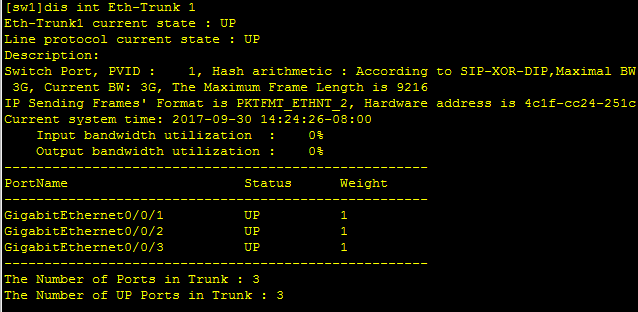 [sw1]dis int Eth-Trunk 1
Eth-Trunk1 current state : UP
Line protocol current state : UP
Description:
Switch Port, PVID :    1, Hash arithmetic : According to SIP-XOR-DIP,Maximal BW
 3G, Current BW: 3G, The Maximum Frame Length is 9216
IP Sending Frames' Format is PKTFMT_ETHNT_2, Hardware address is 4c1f-cc24-251c
Current system time: 2017-09-30 14:24:26-08:00
    Input bandwidth utilization  :    0%
    Output bandwidth utilization :    0%
-----------------------------------------------------
PortName                      Status      Weight
-----------------------------------------------------
GigabitEthernet0/0/1          UP          1
GigabitEthernet0/0/2          UP          1
GigabitEthernet0/0/3          UP          1
-----------------------------------------------------
The Number of Ports in Trunk : 3
The Number of UP Ports in Trunk : 3